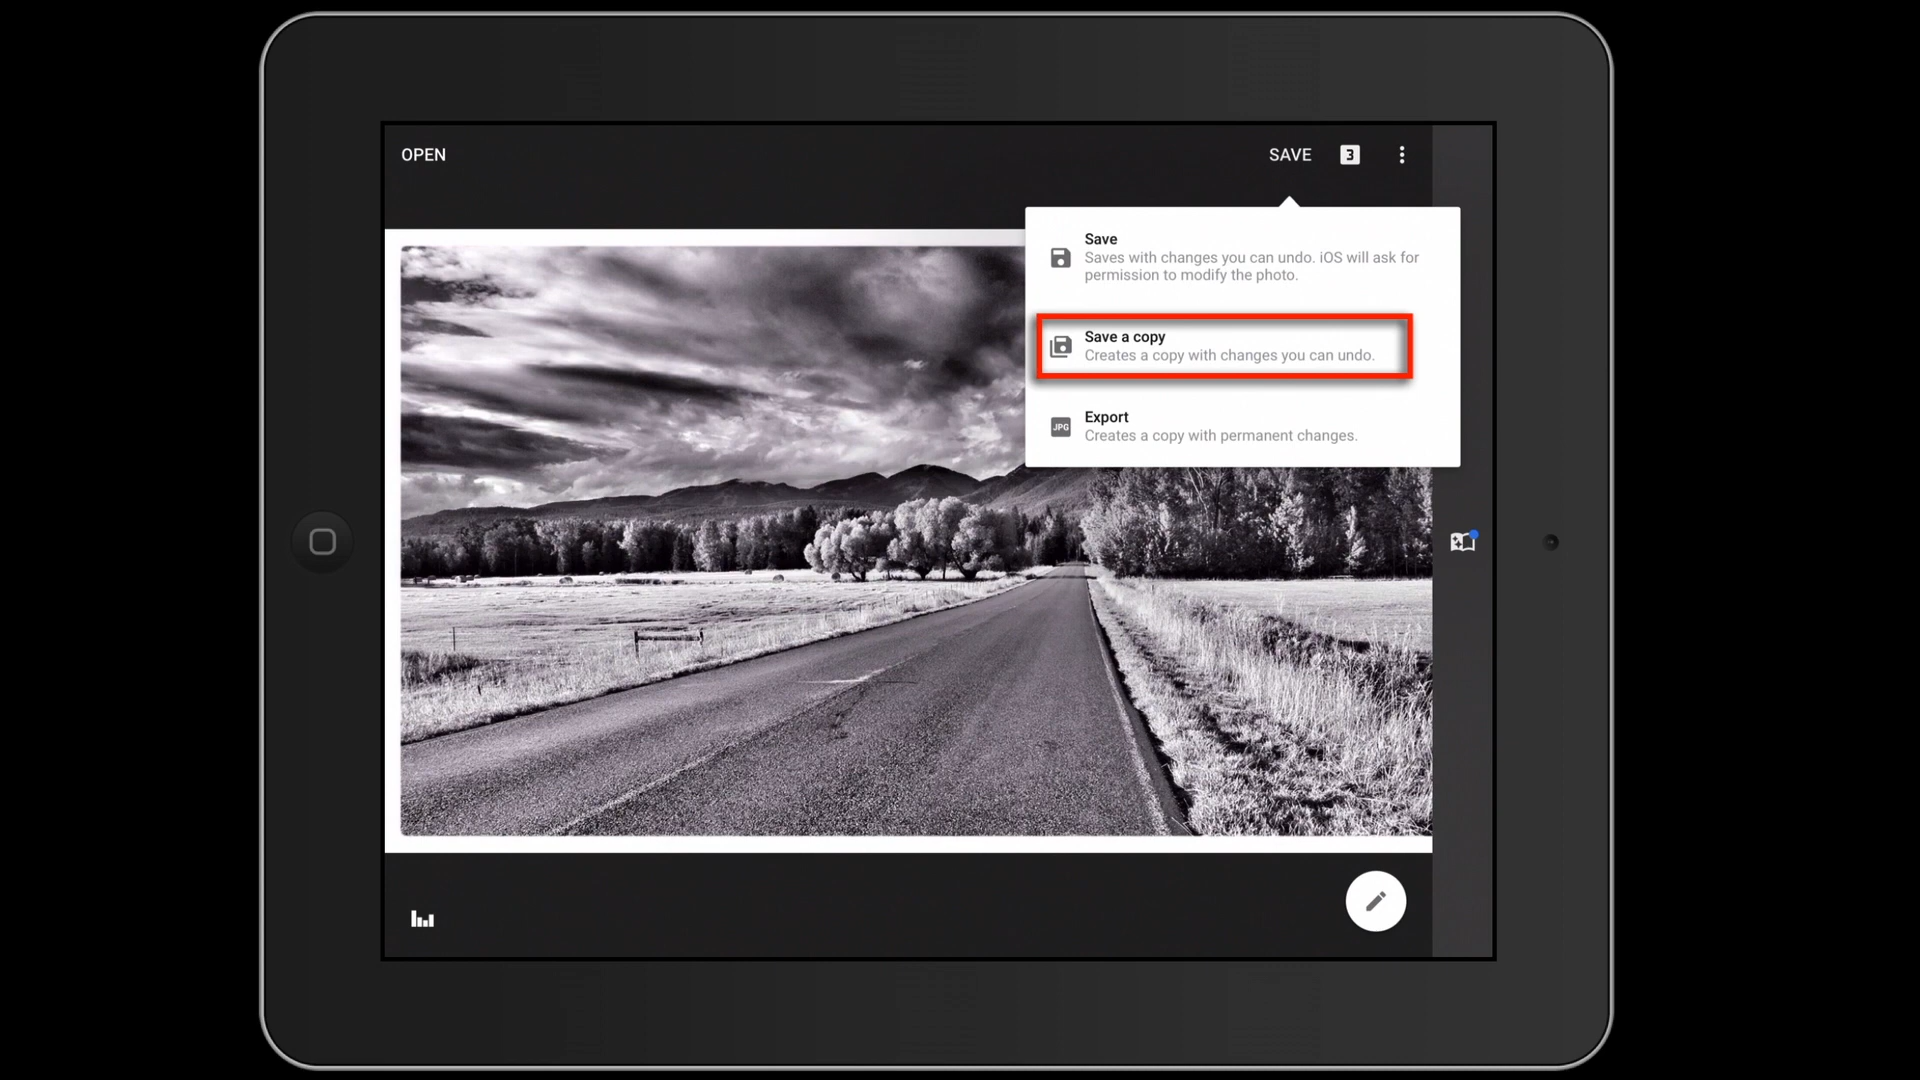 OPEN
SAVE
3
Save
Saves with changes you can undo. iOS will ask for
permission to modify the photo.
Save a copy
Creates a copy with changes you can undo.
JPG
Export
Creates a copy with permanent changes.